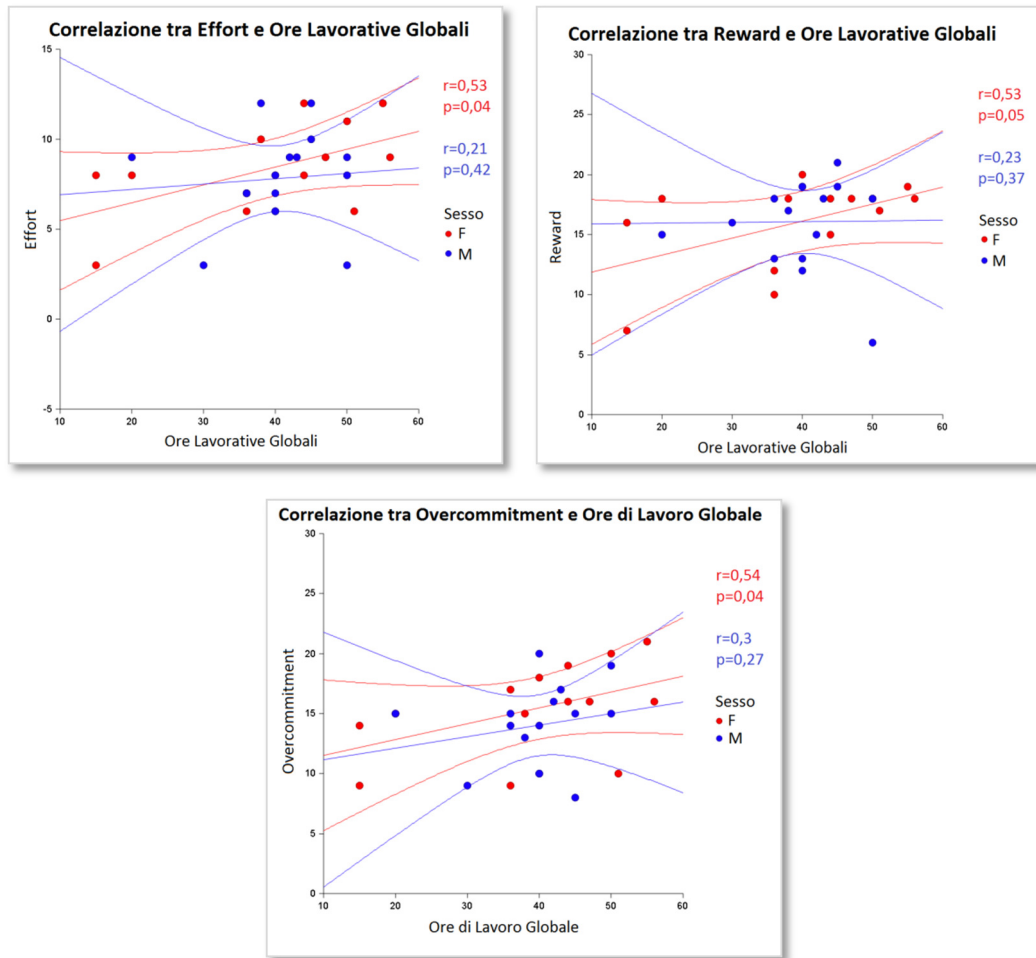 Correlazione tra Effort e Ore Lavorative Globali
15
10
5
0
-5
Effort
10 20 30 40 50 60
Ore Lavorative Globali
r=0,53
p=0,04
r=0,21
p=0,42
Sesso
F
M
Correlazione tra Reward e Ore Lavorative Globali
30
25
20
15
10
5
0
Reward
10 20 30 40 50 60
Ore Lavorative Globali
r=0,53
p=0,05
r=0,23
p=0,37
Sesso
F
M
Correlazione tra Overcommitment e Ore di Lavoro Globale
30
25
20
15
10
5
0
Overcommitment
10 20 30 40 50 60
Ore di Lavoro Globale
r=0,54
p=0,04
r=0,3
p=0,27
Sesso
F
M